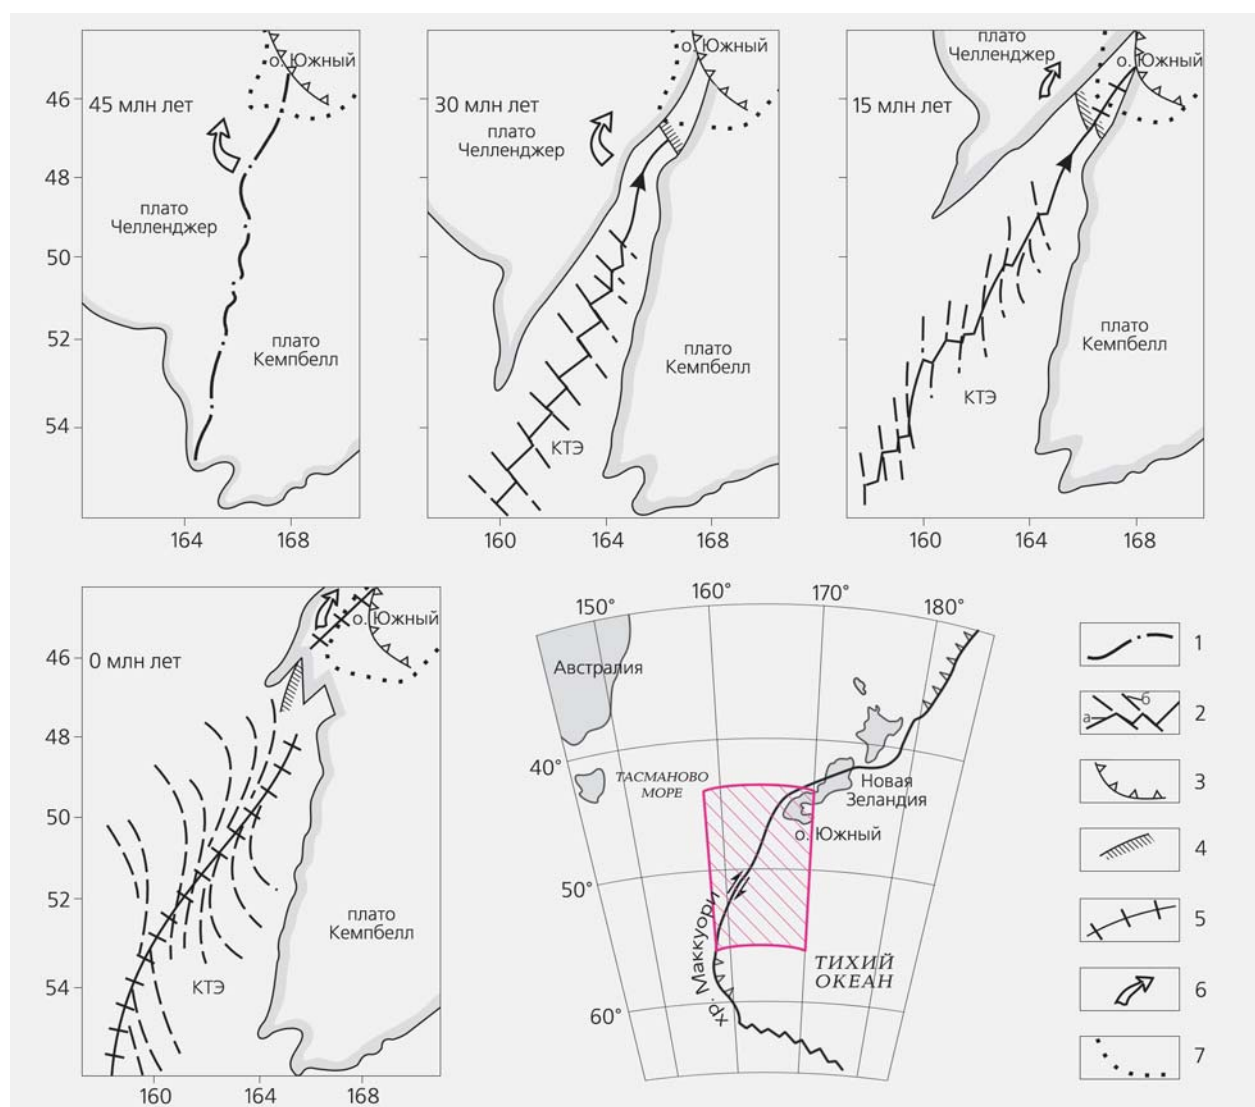 о. Южный
46
45 млн лет
48
плато
Челленджер
50
52
плато
Кемпбелл
54
164
168
о. Южный
30 млн лет
плато
Челленджер
плато
Кемпбелл
КТЭ
160
164
168
плато
Челленджер
о. Южный
15 млн лет
плато
Кемпбелл
КТЭ
160
164
168
о. Южный
46
0 млн лет
48
50
52
плато
Кемпбелл
54
КТЭ
160
164
168
150°
160°
170°
180°
Австралия
40°
ТАСМАНОВО
МОРЕ
Новая
Зеландия
о. Южный
50°
хр. Маккуори
ТИХИЙ
ОКЕАН
60°
1
а
б
2
3
4
5
6
7